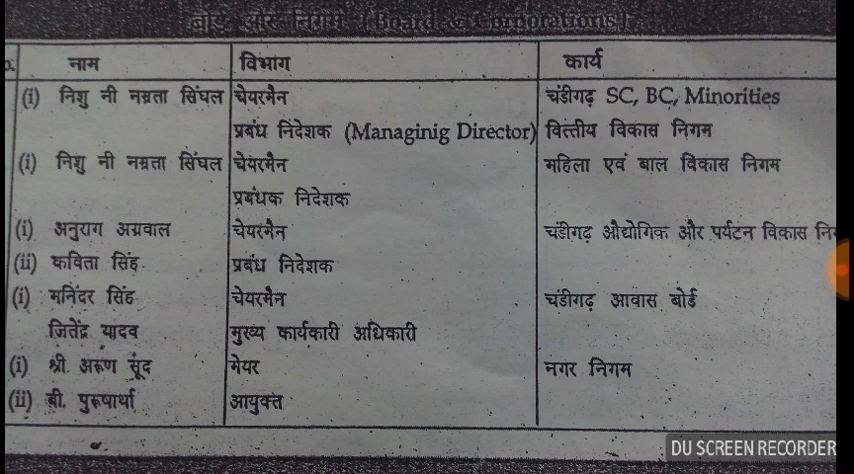 बोर्ड और निगम (Board & Corporations)
नाम विभांग कार्य
(i) निशु नी नम्रता सिंघल चेयरमैन चंडीगढ़ SC, BC, Minorities
प्रबंध निदेशक (Managinig Director) वित्तीय विकास निगम
(i) निशु नी नम्रता सिंघल चेयरमैन महिला एवं बाल विकास निगम
प्रबंधक निदेशक
(i) अनुराग अग्रवाल चेयरमैन चंडीगढ़ औद्योगिक और पर्यटन विकास
(ii) कविता सिंह प्रबंध निदेशक
(i) मनिंदर सिंह चेयरमैन चंडीगढ़ आवास बोर्ड
जितेंद्र यादव मुख्य कार्यकारी अधिकारी
(i) श्री. अरूण सूंद मेयर नगर निगम
(ii) बी. पुरूषार्था आयुक्त
DU SCREEN RECORDER